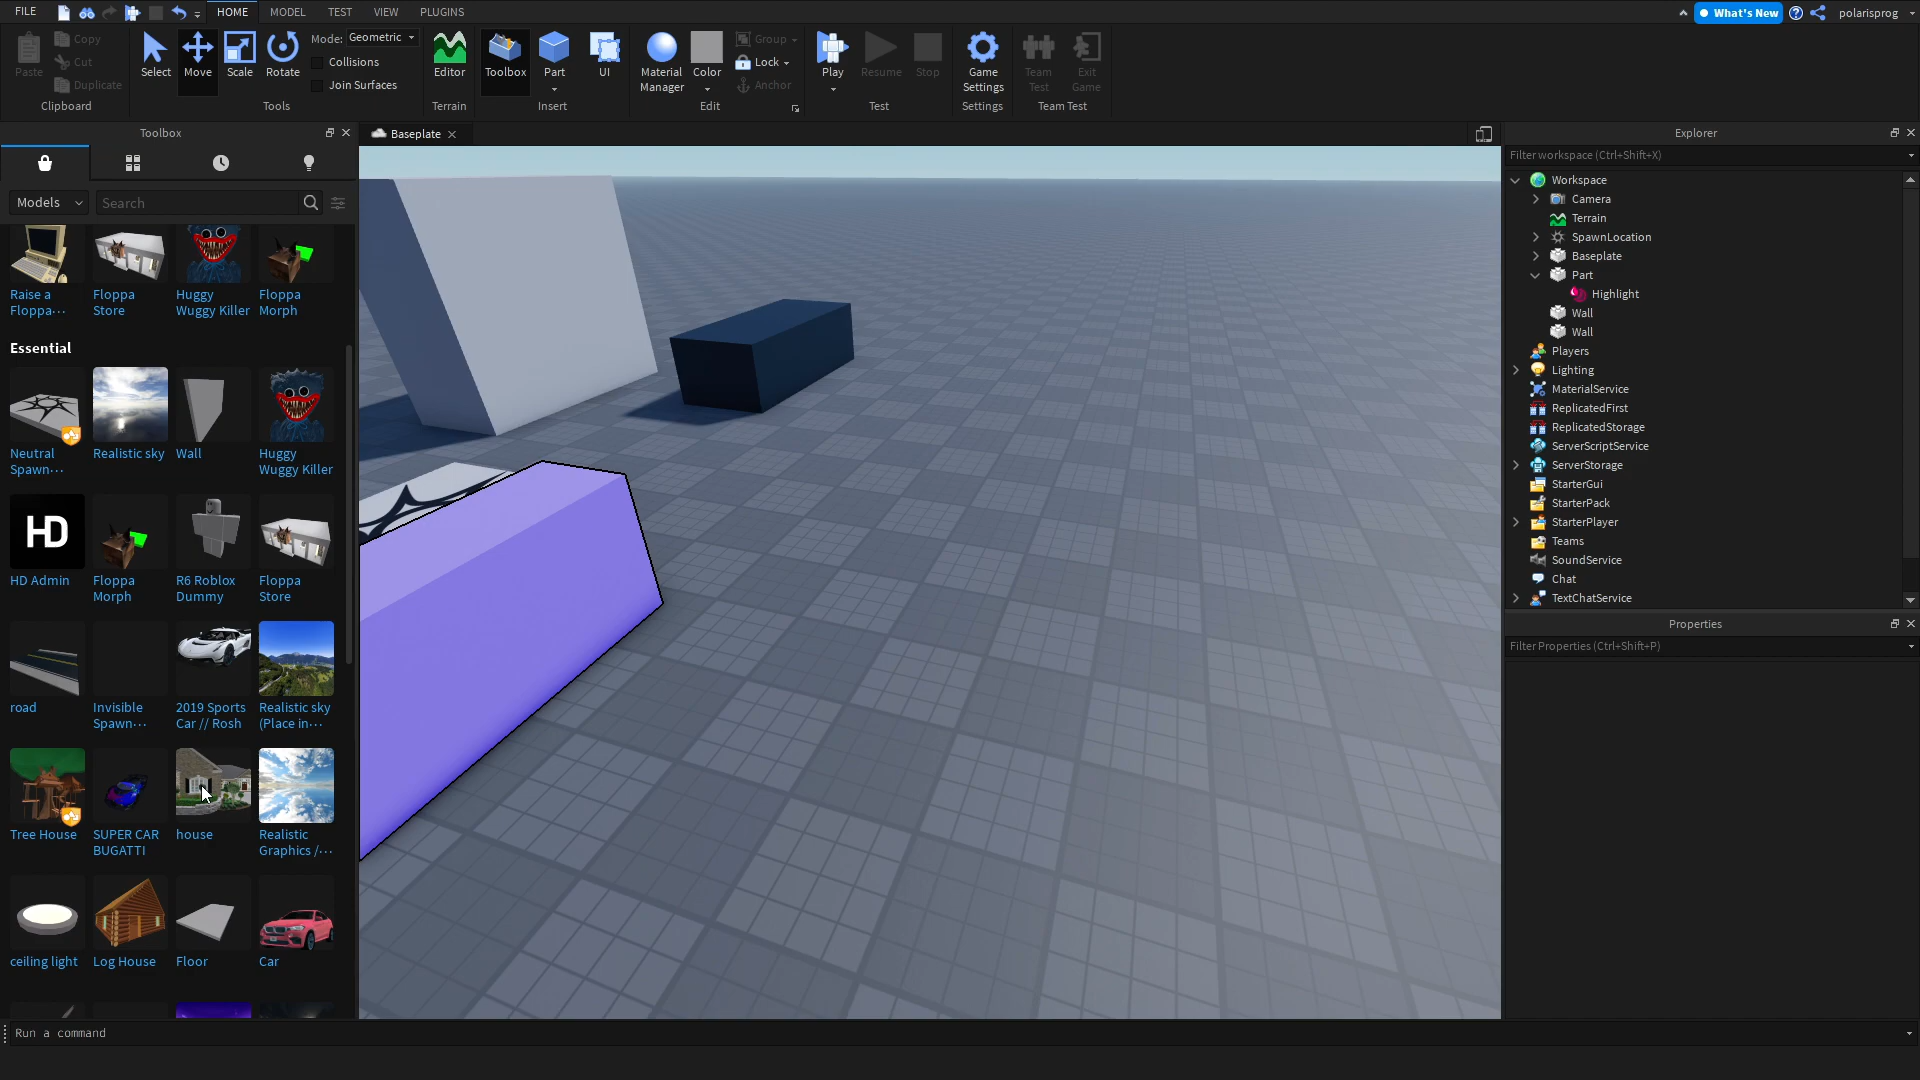 FILE HOME MODEL TEST VIEW PLUGINS What's New polarisprog
Paste Copy Cut Duplicate
Clipboard
Select Move Scale Rotate
Mode: Geometric
Collisions
Join Surfaces
Tools
Editor
Terrain
Toolbox Part UI
Insert
Material Manager Color Group Lock Anchor
Edit
Play Resume Stop
Test
Game Settings
Settings
Team Test Exit Game
Team Test
Toolbox
Models Search
Raise a Floppa... Floppa Store Huggy Wuggy Killer Floppa Morph
Essential
Neutral Spawn... Realistic sky Wall Huggy Wuggy Killer
HD
HD Admin Floppa Morph R6 Roblox Dummy Floppa Store
road Invisible Spawn... 2019 Sports Car // Rosh Realistic sky (Place in...
Tree House SUPER CAR BUGATTI house Realistic Graphics /...
ceiling light Log House Floor Car
Baseplate
Explorer
Filter workspace (Ctrl+Shift+X)
Workspace
Camera
Terrain
SpawnLocation
Baseplate
Part
Highlight
Wall
Wall
Players
Lighting
MaterialService
ReplicatedFirst
ReplicatedStorage
ServerScriptService
ServerStorage
StarterGui
StarterPack
StarterPlayer
Teams
SoundService
Chat
TextChatService
Properties
Filter Properties (Ctrl+Shift+P)
Run a command